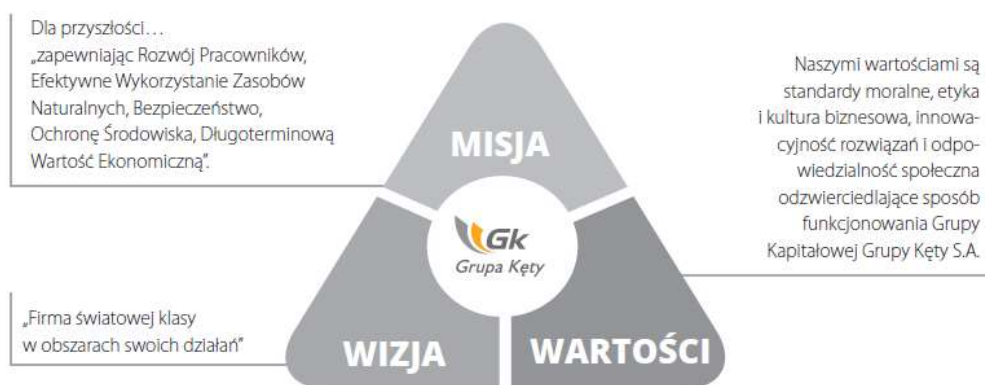 Dla przyszłości…
„zapewniając Rozwój Pracowników,
Efektywne Wykorzystanie Zasobów
Naturalnych, Bezpieczeństwo,
Ochronę Środowiska, Długoterminową
Wartość Ekonomiczną”.
MISJA
Naszymi wartościami są
standardy moralne, etyka
i kultura biznesowa, innowa-
cyjność rozwiązań i odpo-
wiedzialność społeczna
odzwierciedlające sposób
funkcjonowania Grupy
Kapitałowej Grupy Kęty S.A.
Gk
Grupa Kęty
„Firma światowej klasy
w obszarach swoich działań”
WIZJA
WARTOŚCI